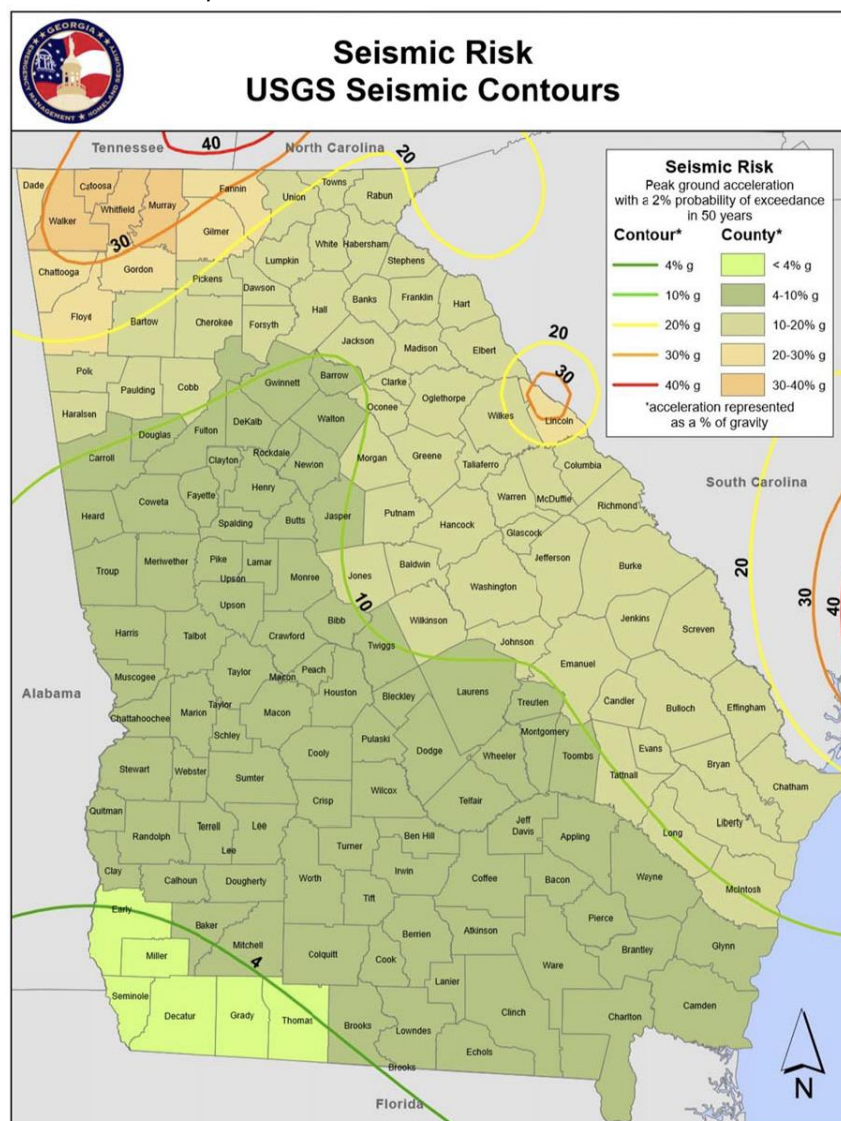 GEORGIA
EMERGENCY MANAGEMENT
HOMELAND SECURITY
Seismic Risk
USGS Seismic Contours
Tennessee
40
North Carolina
20
Seismic Risk
Peak ground acceleration
with a 2% probability of exceedance
in 50 years
Contour*
County*
4% g
< 4% g
10% g
4-10% g
20% g
10-20% g
30% g
20-30% g
40% g
30-40% g
*acceleration represented
as a % of gravity
Dade
Catoosa
Whitfield
Murray
Fannin
Union
Towns
Rabun
Walker
30
Gilmer
White
Habersham
Lumpkin
Stephens
Chattooga
Gordon
Pickens
Dawson
Banks
Franklin
Hart
Floyd
Bartow
Cherokee
Forsyth
Hall
20
Jackson
Madison
Elbert
Polk
Paulding
Cobb
Gwinnett
Barrow
Clarke
30
Oglethorpe
Haralsen
Oconee
Wilkes
Lincoln
Fulton
DeKalb
Walton
Douglas
Carroll
Clayton
Rockdale
Newton
Morgan
Greene
Taliaferro
Columbia
South Carolina
Fayette
Henry
Warren
McDuffie
Heard
Coweta
Spalding
Butts
Jasper
Putnam
Hancock
Richmond
Glascock
Jefferson
Troup
Meriwether
Pike
Lamar
Upson
Monroe
Jones
Baldwin
Washington
Burke
20
Upson
10
Wilkinson
30
40
Harris
Talbot
Crawford
Bibb
Twiggs
Johnson
Jenkins
Screven
Alabama
Muscogee
Taylor
Macon
Peach
Houston
Emanuel
Chattahoochee
Marion
Taylor
Macon
Bleckley
Laurens
Treutlen
Candler
Bulloch
Effingham
Schley
Pulaski
Dodge
Montgomery
Stewart
Webster
Sumter
Dooly
Wheeler
Toombs
Evans
Bryan
Tattnall
Chatham
Quitman
Crisp
Wilcox
Telfair
Randolph
Terrell
Lee
Lee
Turner
Ben Hill
Jeff
Davis
Appling
Long
Liberty
Clay
Calhoun
Dougherty
Worth
Irwin
Coffee
Bacon
Wayne
McIntosh
Tift
Early
Baker
Pierce
Mitchell
Colquitt
Berrien
Atkinson
Brantley
Glynn
Miller
4
Cook
Ware
Lanier
Seminole
Decatur
Grady
Thomas
Brooks
Lowndes
Clinch
Charlton
Camden
Echols
Brooks
N
Florida